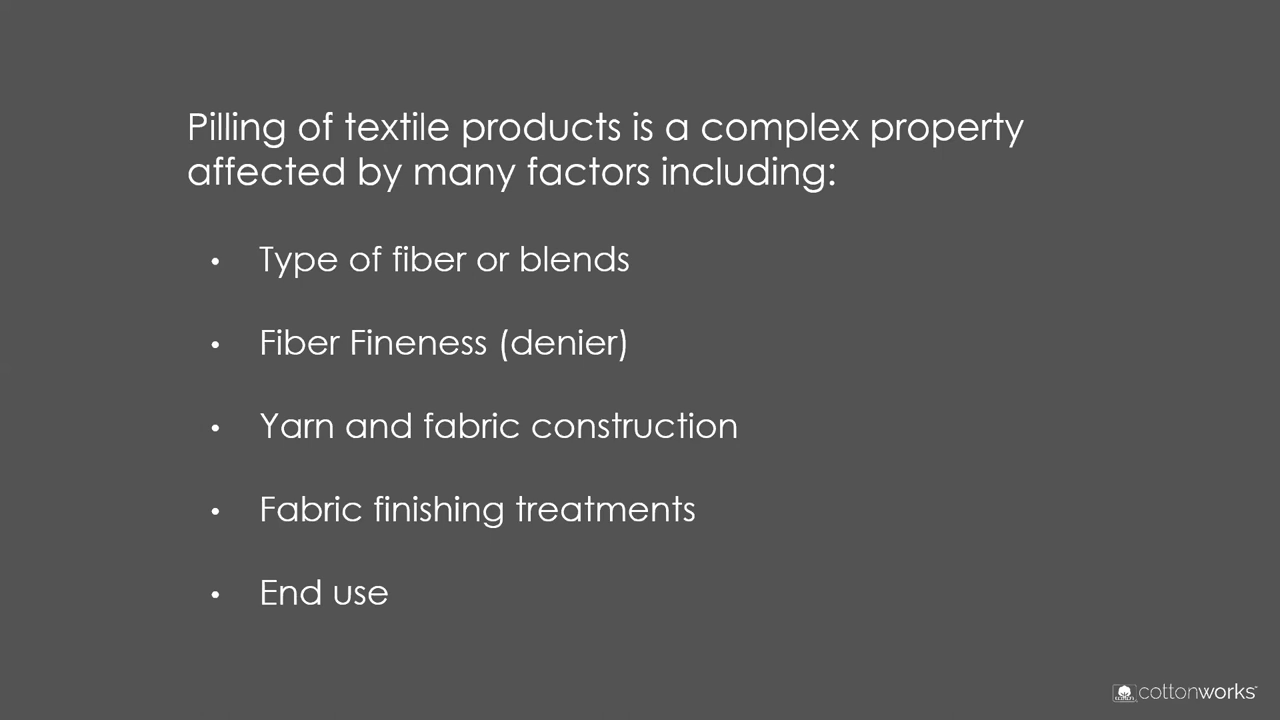 Pilling of textile products is a complex property
affected by many factors including:
• Type of fiber or blends
• Fiber Fineness (denier)
• Yarn and fabric construction
• Fabric finishing treatments
• End use
cottonworks